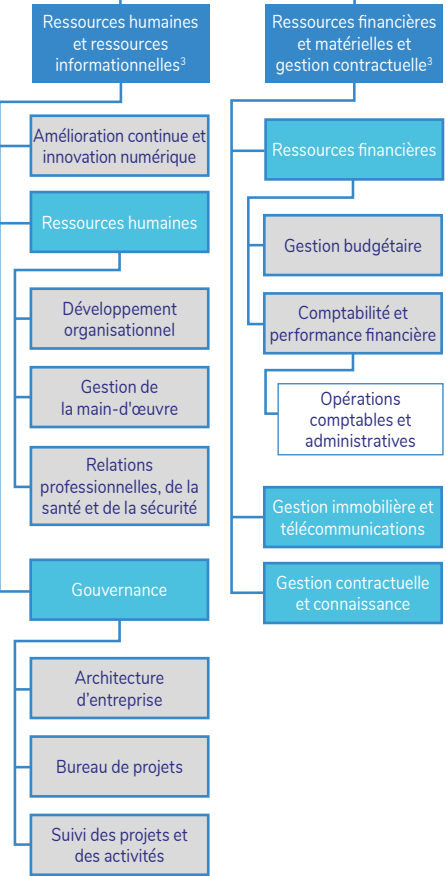 Ressources humaines
et ressources
informationnelles³
Amélioration continue et
innovation numérique
Ressources humaines
Développement
organisationnel
Gestion de
la main-d'œuvre
Relations
professionnelles, de la
santé et de la sécurité
Gouvernance
Architecture
d’entreprise
Bureau de projets
Suivi des projets et
des activités
Ressources financières
et matérielles et
gestion contractuelle³
Ressources financières
Gestion budgétaire
Comptabilité et
performance financière
Opérations
comptables et
administratives
Gestion immobilière et
télécommunications
Gestion contractuelle
et connaissance